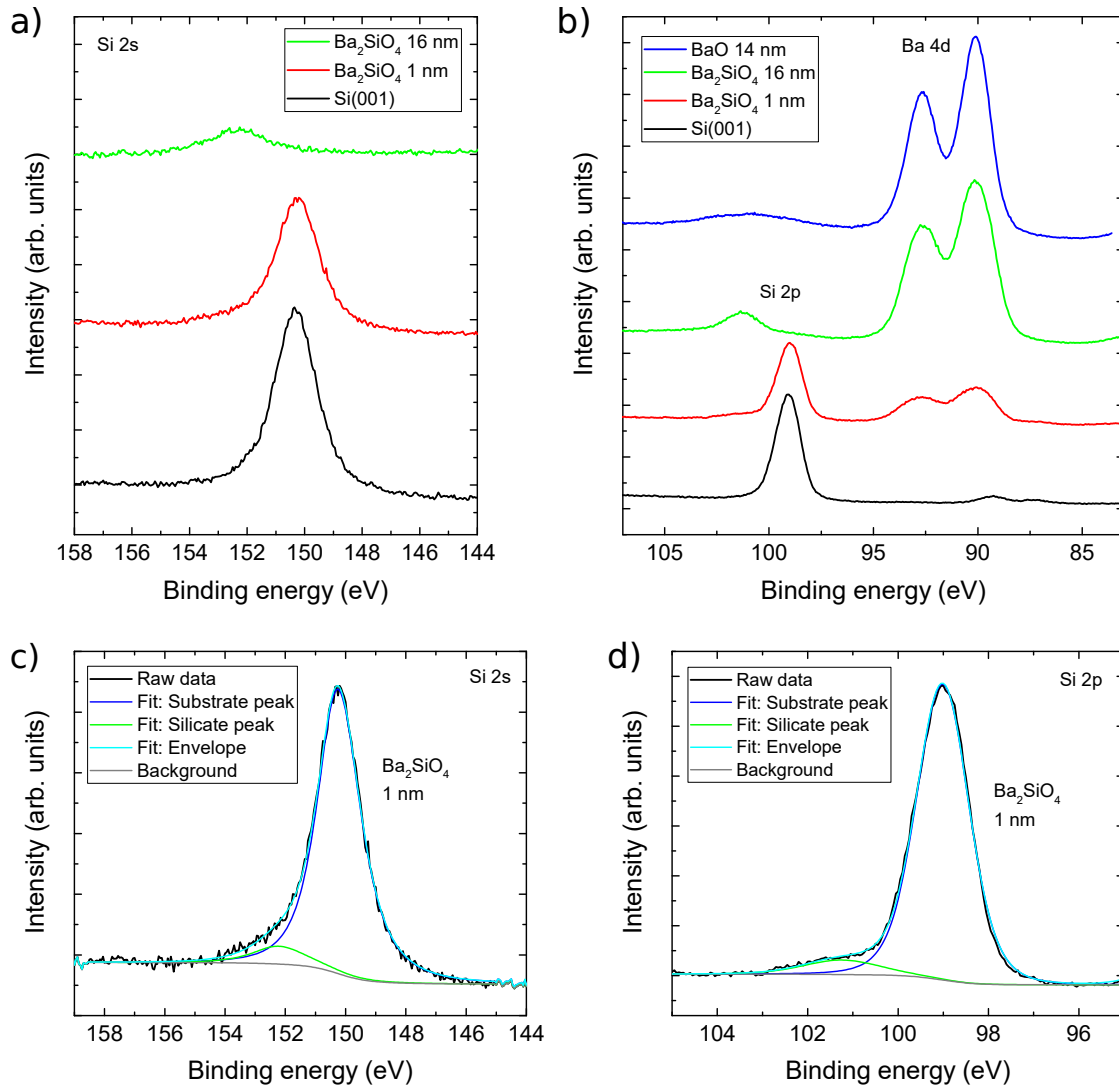 a)
Si 2s
Ba₂SiO₄ 16 nm
Ba₂SiO₄ 1 nm
Si(001)
Intensity (arb. units)
158 156 154 152 150 148 146 144
Binding energy (eV)
b)
BaO 14 nm
Ba₂SiO₄ 16 nm
Ba₂SiO₄ 1 nm
Si(001)
Ba 4d
Si 2p
Intensity (arb. units)
105 100 95 90 85
Binding energy (eV)
c)
Raw data
Fit: Substrate peak
Fit: Silicate peak
Fit: Envelope
Background
Si 2s
Ba₂SiO₄
1 nm
Intensity (arb. units)
158 156 154 152 150 148 146 144
Binding energy (eV)
d)
Raw data
Fit: Substrate peak
Fit: Silicate peak
Fit: Envelope
Background
Si 2p
Ba₂SiO₄
1 nm
Intensity (arb. units)
104 102 100 98 96
Binding energy (eV)